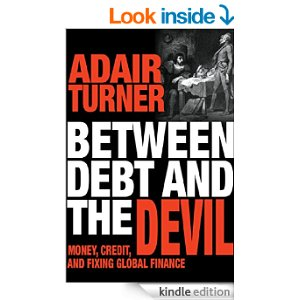 Look inside
ADAIR
TURNER
BETWEEN
DEBT AND
THE DEVIL
MONEY, CREDIT,
AND FIXING GLOBAL FINANCE
kindle edition